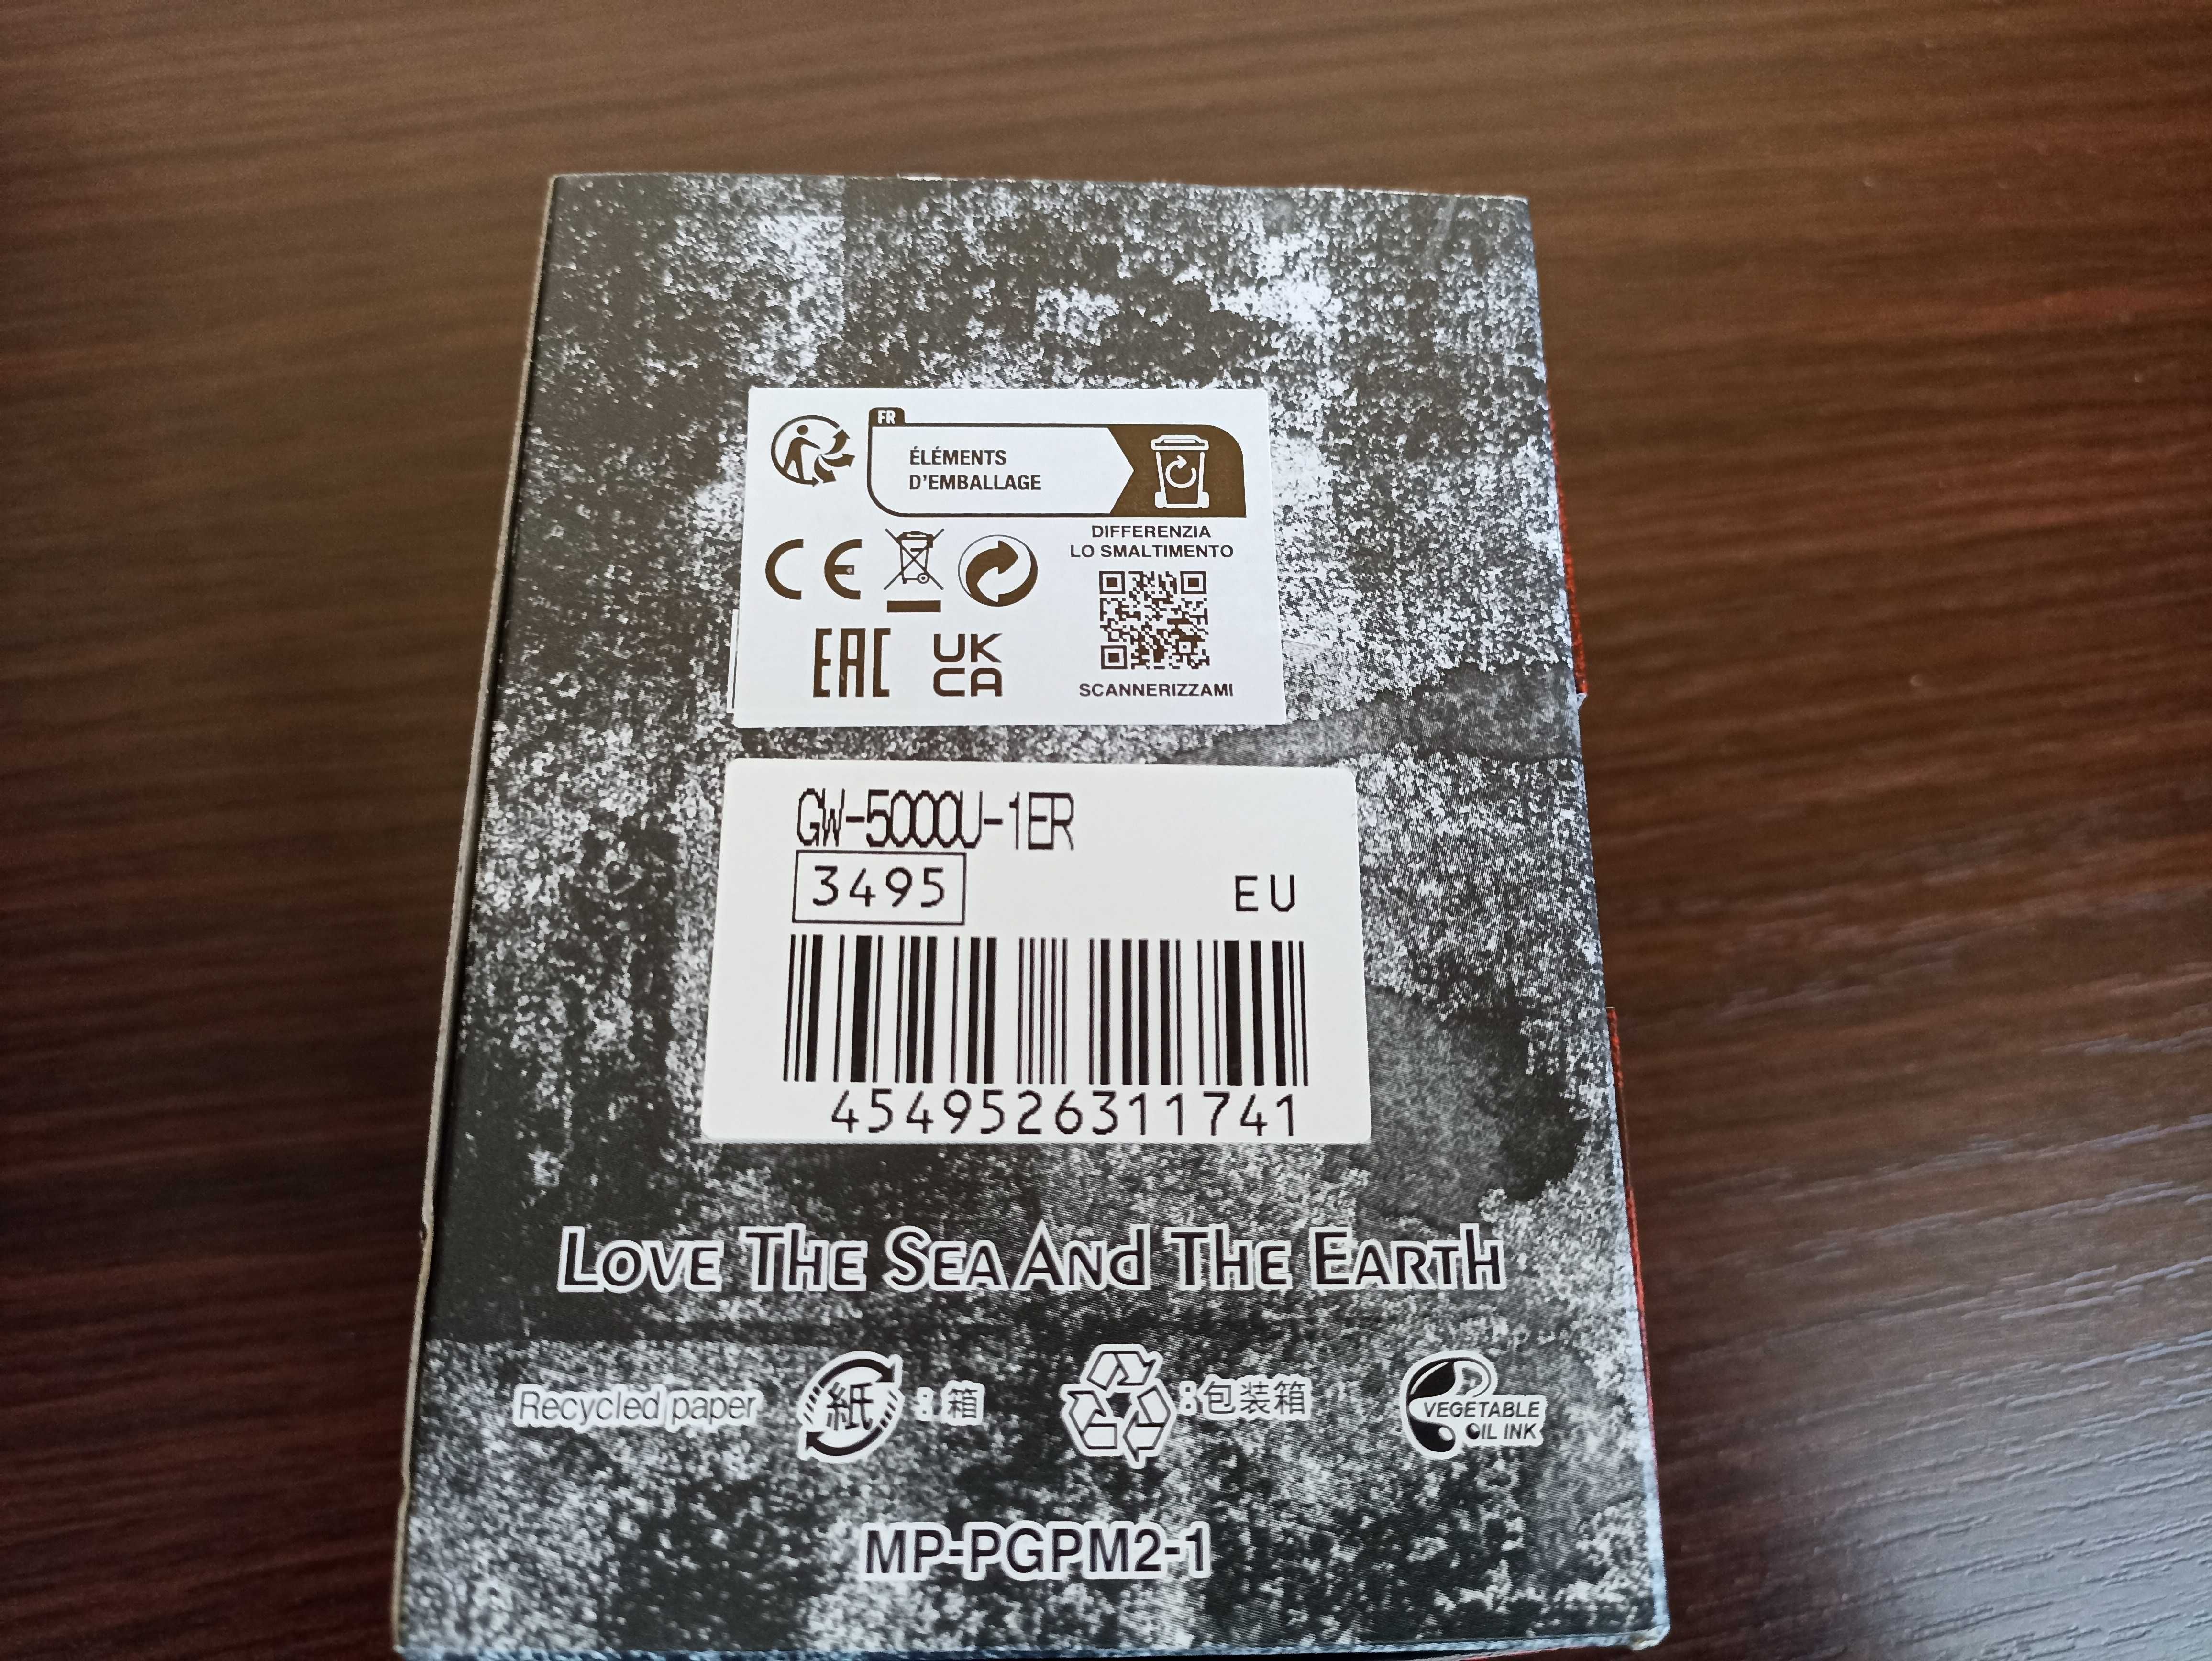 FR
ÉLÉMENTS
D'EMBALLAGE
CE
DIFFERENZIA
LO SMALTIMENTO
EAC
UK
CA
SCANNERIZZAMI
GW-5000U-1ER
3495
EU
4549526311741
LOVE THE SEA AND THE EARTH
Recycled paper 紙 : 箱 : 包装箱 VEGETABLE
OIL INK
MP-PGPM2-1